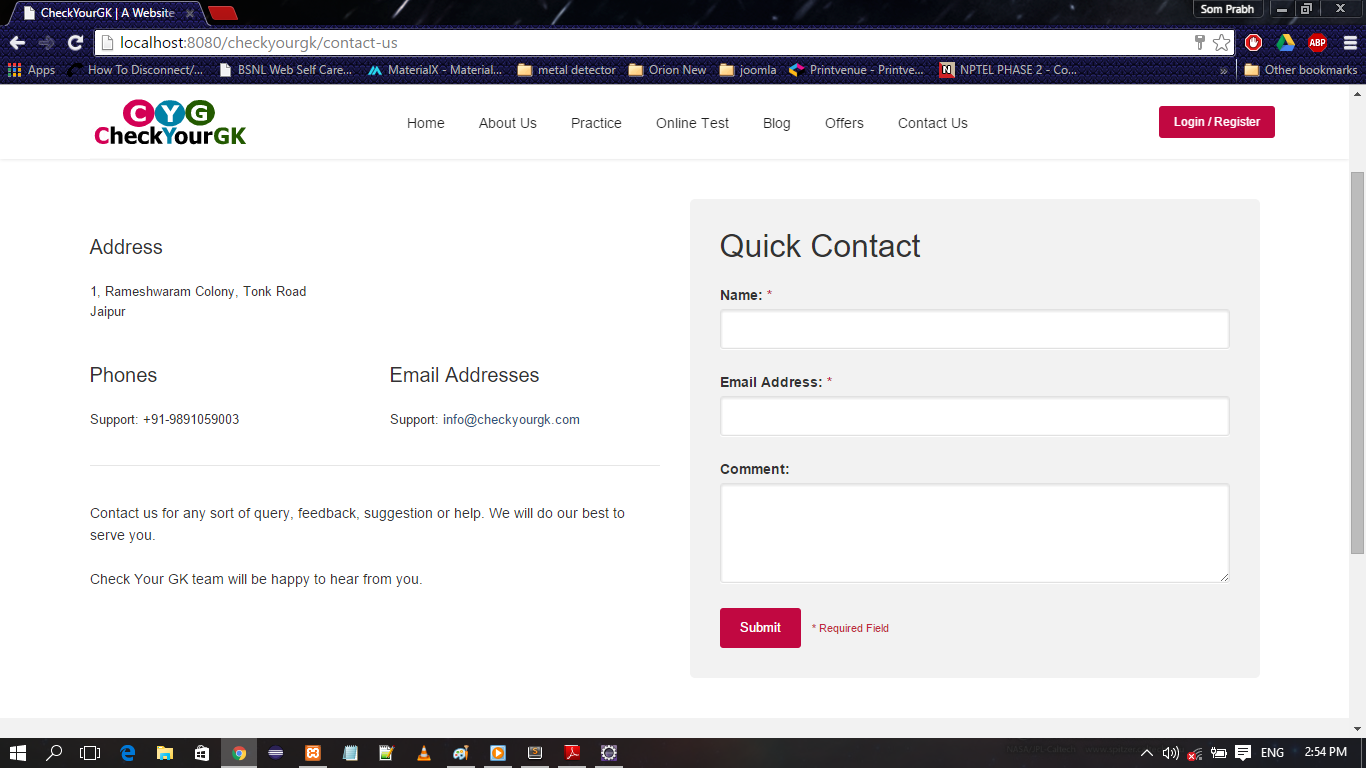 CheckYourGK | A Website
Som Prabh
localhost:8080/checkyourgk/contact-us
ABP
Apps
How To Disconnect/...
BSNL Web Self Care...
MaterialX - Material...
metal detector
Orion New
joomla
Printvenue - Printve...
N
NPTEL PHASE 2 - Co...
»
Other bookmarks
CYG
CheckYourGK
Home
About Us
Practice
Online Test
Blog
Offers
Contact Us
Login / Register
Address
1, Rameshwaram Colony, Tonk Road
Jaipur
Phones
Email Addresses
Support: +91-9891059003
Support: info@checkyourgk.com
Contact us for any sort of query, feedback, suggestion or help. We will do our best to
serve you.
Check Your GK team will be happy to hear from you.
Quick Contact
Name: *
Email Address: *
Comment:
Submit
* Required Field
ENG
2:54 PM